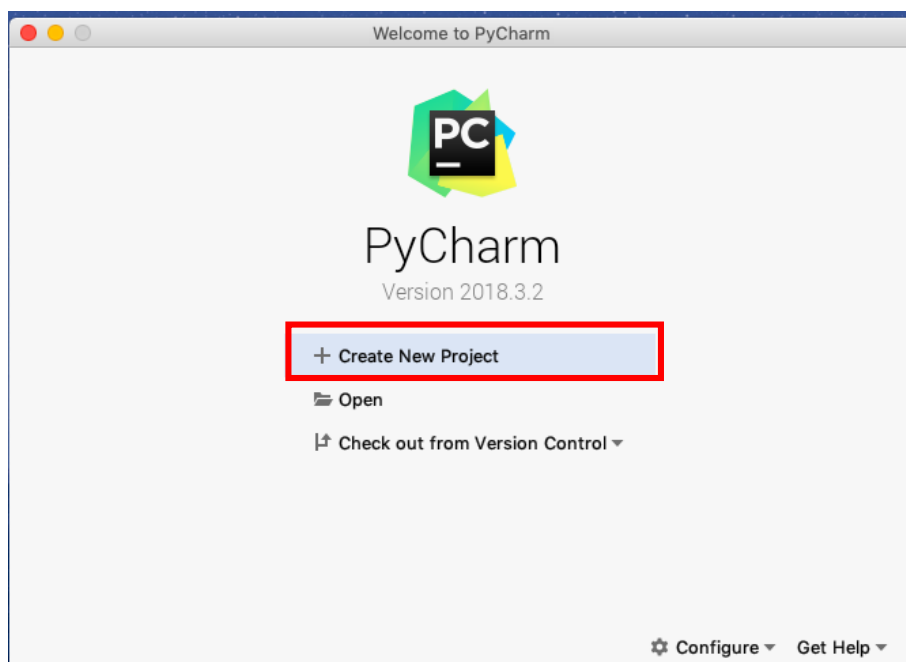 Welcome to PyCharm
PC
PyCharm
Version 2018.3.2
Create New Project
Open
Check out from Version Control
Configure Get Help